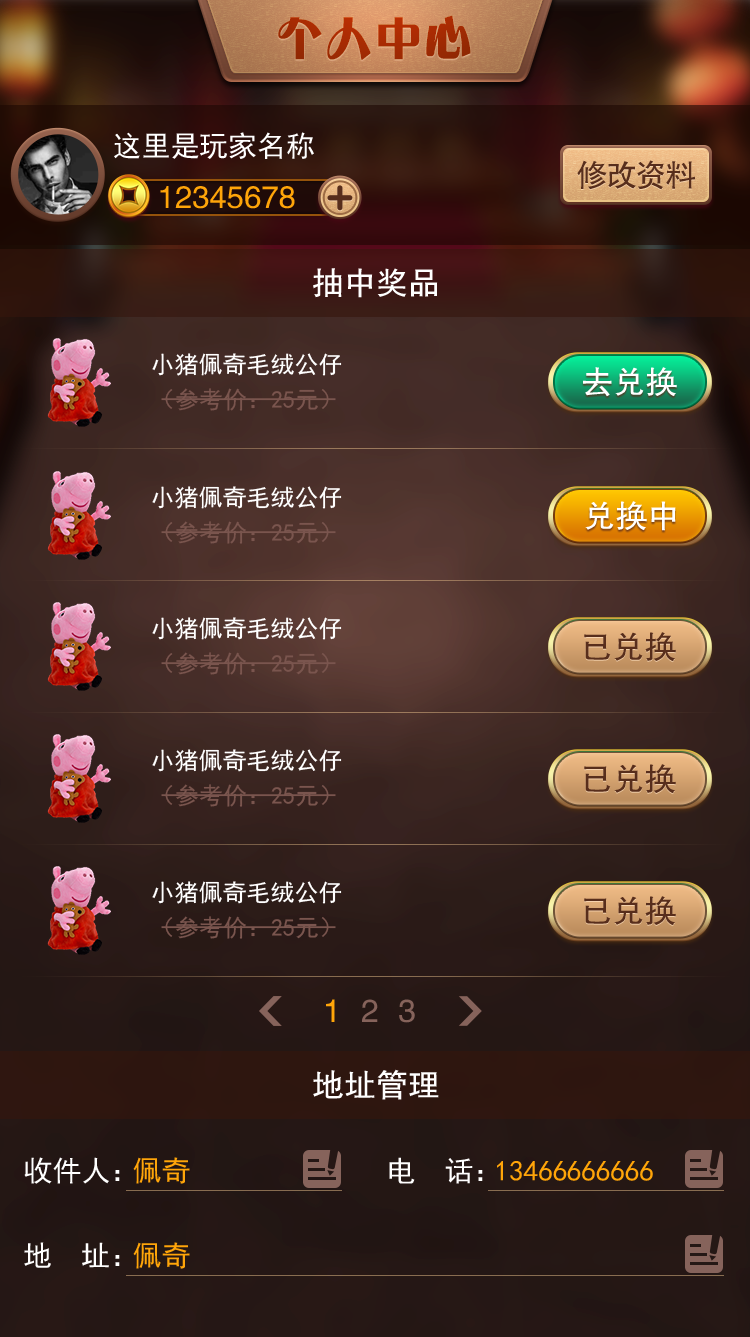 个人中心
这里是玩家名称
12345678
修改资料
抽中奖品
小猪佩奇毛绒公仔
（参考价：25元）
去兑换
小猪佩奇毛绒公仔
（参考价：25元）
兑换中
小猪佩奇毛绒公仔
（参考价：25元）
已兑换
小猪佩奇毛绒公仔
（参考价：25元）
已兑换
小猪佩奇毛绒公仔
（参考价：25元）
已兑换
1 2 3
地址管理
收件人：佩奇 电 话：13466666666
地 址：佩奇